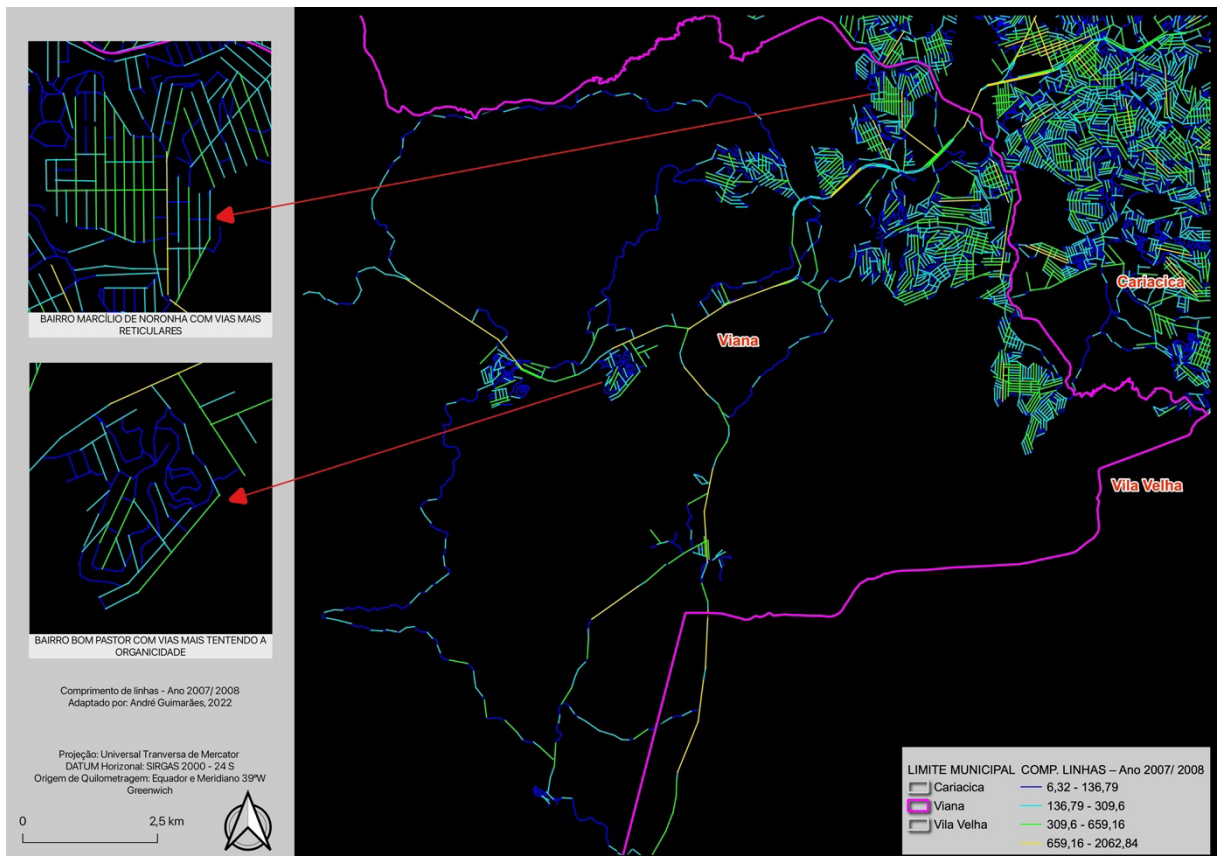 BAIRRO MARCÍLIO DE NORONHA COM VIAS MAIS
RETICULARES
BAIRRO BOM PASTOR COM VIAS MAIS TENTENDO A
ORGANICIDADE
Comprimento de linhas - Ano 2007/ 2008
Adaptado por: André Guimarães, 2022
Projeção: Universal Tranversa de Mercator
DATUM Horizonal: SIRGAS 2000 - 24 S
Origem de Quilometragem: Equador e Meridiano 39ºW
Greenwich
0 2,5 km
Viana
Cariacica
Vila Velha
LIMITE MUNICIPAL COMP. LINHAS – Ano 2007/ 2008
Cariacica 6,32 - 136,79
Viana 136,79 - 309,6
Vila Velha 309,6 - 659,16
659,16 - 2062,84